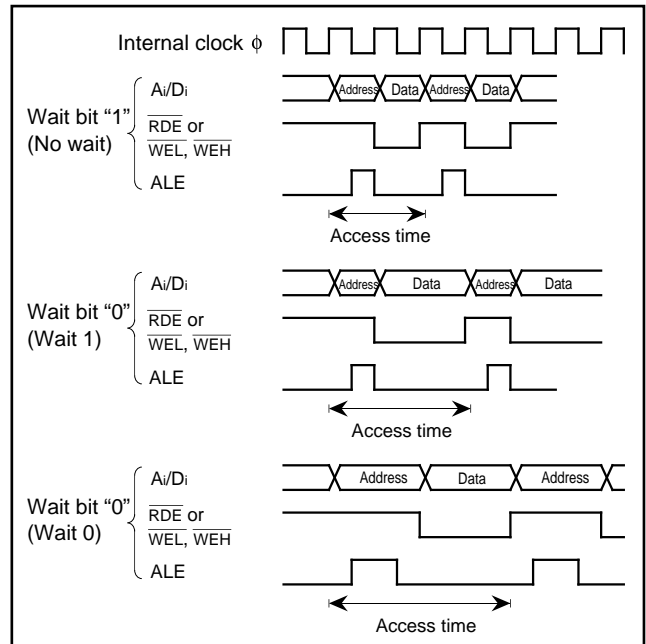 Internal clock ϕ
Wait bit “1”
(No wait)
Ai/Di
RDE or
WEL, WEH
ALE
Address Data Address Data
Access time
Wait bit “0”
(Wait 1)
Ai/Di
RDE or
WEL, WEH
ALE
Address Data Address Data
Access time
Wait bit “0”
(Wait 0)
Ai/Di
RDE or
WEL, WEH
ALE
Address Data Address
Access time